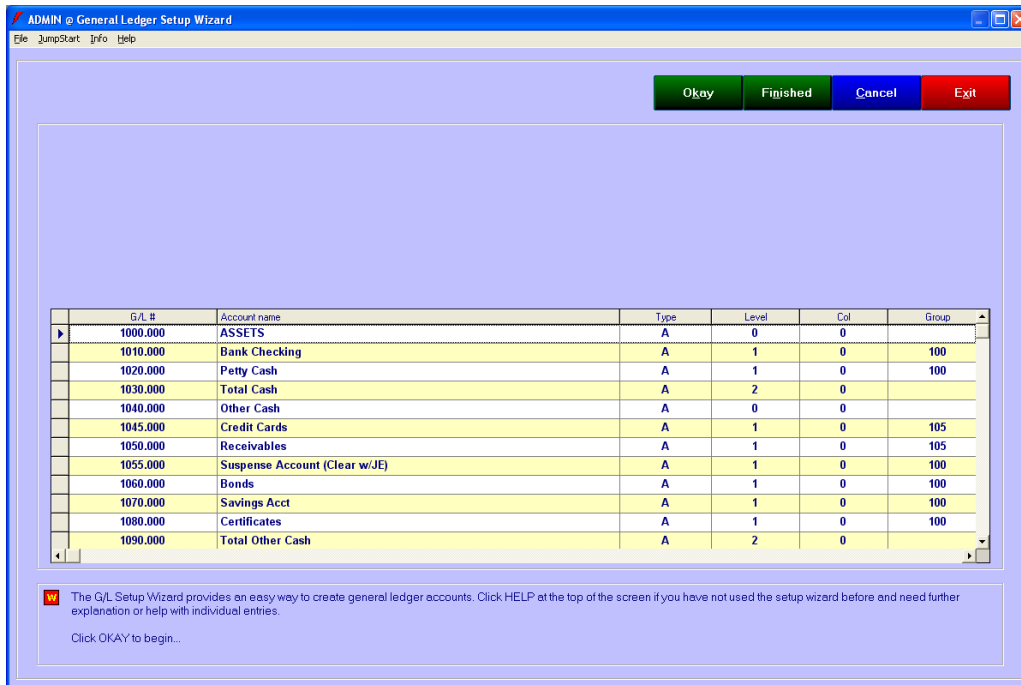 ADMIN @ General Ledger Setup Wizard
File JumpStart Info Help
Okay Finished Cancel Exit
G/L # Account name Type Level Col Group
1000.000 ASSETS A 0 0
1010.000 Bank Checking A 1 0 100
1020.000 Petty Cash A 1 0 100
1030.000 Total Cash A 2 0
1040.000 Other Cash A 0 0
1045.000 Credit Cards A 1 0 105
1050.000 Receivables A 1 0 105
1055.000 Suspense Account (Clear w/JE) A 1 0 100
1060.000 Bonds A 1 0 100
1070.000 Savings Acct A 1 0 100
1080.000 Certificates A 1 0 100
1090.000 Total Other Cash A 2 0
W The G/L Setup Wizard provides an easy way to create general ledger accounts. Click HELP at the top of the screen if you have not used the setup wizard before and need further
explanation or help with individual entries.
Click OKAY to begin...